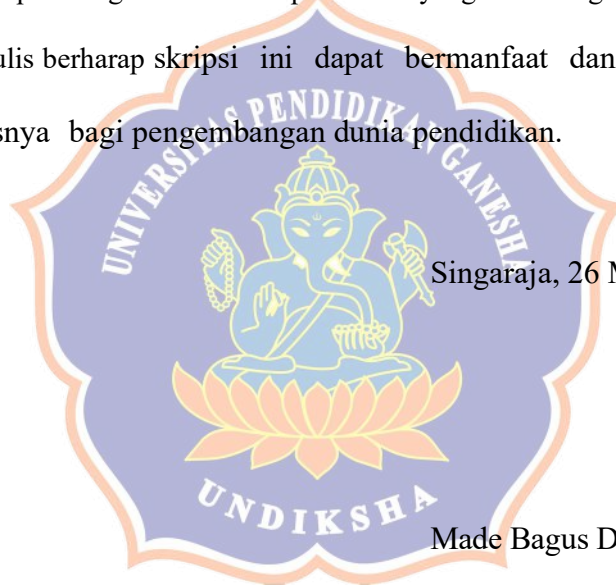 ulis berharap skripsi ini dapat bermanfaat dan
snya bagi pengembangan dunia pendidikan.
UNIVERSITAS PENDIDIKAN GANESHA
Singaraja, 26 M
UNDIKSHA
Made Bagus D